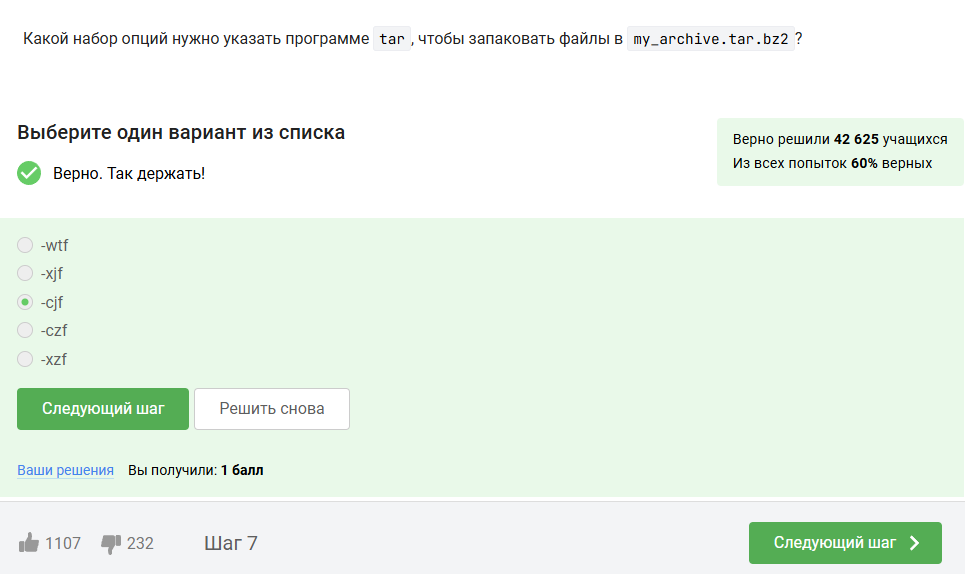 Какой набор опций нужно указать программе tar, чтобы запаковать файлы в my_archive.tar.bz2?
Выберите один вариант из списка
Верно. Так держать!
Верно решили 42 625 учащихся
Из всех попыток 60% верных
-wtf
-xjf
-cjf
-czf
-xzf
Следующий шаг
Решить снова
Ваши решения Вы получили: 1 балл
1107 232 Шаг 7 Следующий шаг